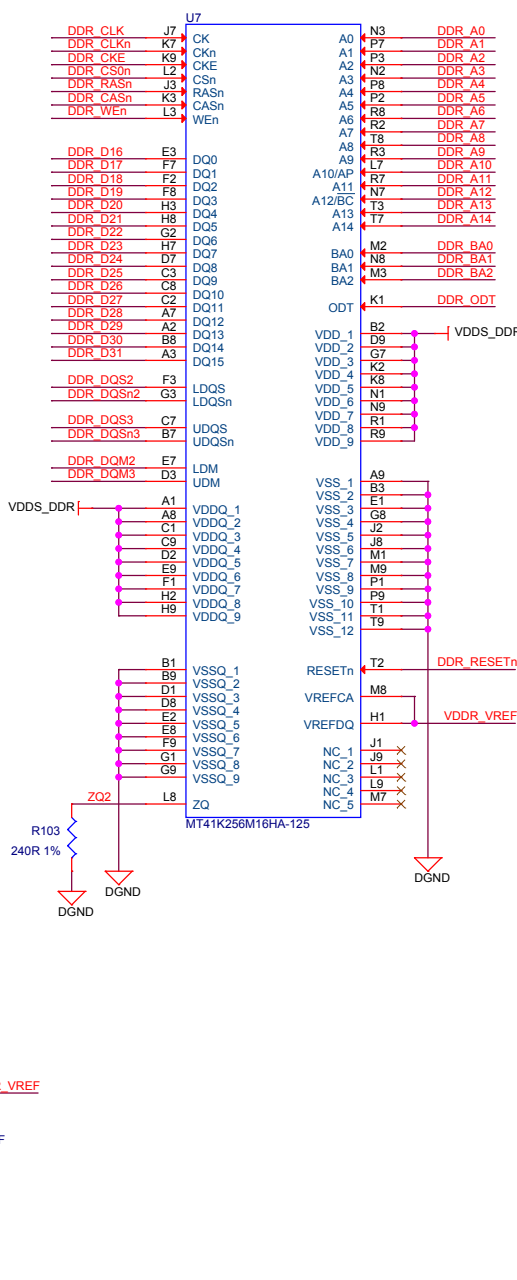 U7
DDR_CLK J7 CK A0 N3 DDR_A0
DDR_CLKn K7 CKn A1 P7 DDR_A1
DDR_CKE K9 CKE A2 P3 DDR_A2
DDR_CS0n L2 CSn A3 N2 DDR_A3
DDR_RASn J3 RASn A4 P8 DDR_A4
DDR_CASn K3 CASn A5 P2 DDR_A5
DDR_WEn L3 WEn A6 R8 DDR_A6
A7 R2 DDR_A7
A8 T8 DDR_A8
DDR_D16 E3 DQ0 A9 R3 DDR_A9
DDR_D17 F7 DQ1 A10/AP L7 DDR_A10
DDR_D18 F2 DQ2 A11 R7 DDR_A11
DDR_D19 F8 DQ3 A12/BC N7 DDR_A12
DDR_D20 H3 DQ4 A13 T3 DDR_A13
DDR_D21 H8 DQ5 A14 T7 DDR_A14
DDR_D22 G2 DQ6
DDR_D23 H7 DQ7 BA0 M2 DDR_BA0
DDR_D24 D7 DQ8 BA1 N8 DDR_BA1
DDR_D25 C3 DQ9 BA2 M3 DDR_BA2
DDR_D26 C8 DQ10
DDR_D27 C2 DQ11 ODT K1 DDR_ODT
DDR_D28 A7 DQ12
DDR_D29 A2 DQ13 VDD_1 B2 VDDS_DDR
DDR_D30 B8 DQ14 VDD_2 D9
DDR_D31 A3 DQ15 VDD_3 G7
VDD_4 K2
DDR_DQS2 F3 LDQS VDD_5 K8
DDR_DQSn2 G3 LDQSn VDD_6 N1
VDD_7 N9
DDR_DQS3 C7 UDQS VDD_8 R1
DDR_DQSn3 B7 UDQSn VDD_9 R9
DDR_DQM2 E7 LDM VSS_1 A9
DDR_DQM3 D3 UDM VSS_2 B3
VDDS_DDR A1 VDDQ_1 VSS_3 E1
A8 VDDQ_2 VSS_4 G8
C1 VDDQ_3 VSS_5 J2
C9 VDDQ_4 VSS_6 J8
D2 VDDQ_5 VSS_7 M1
E9 VDDQ_6 VSS_8 M9
F1 VDDQ_7 VSS_9 P1
H2 VDDQ_8 VSS_10 P9
H9 VDDQ_9 VSS_11 T1
VSS_12 T9
B1 VSSQ_1 RESETn T2 DDR_RESETn
B9 VSSQ_2
D1 VSSQ_3 VREFCA M8
D8 VSSQ_4
E2 VSSQ_5 VREFDQ H1 VDDR_VREF
E8 VSSQ_6
F9 VSSQ_7 NC_1 J1
G1 VSSQ_8 NC_2 J9
G9 VSSQ_9 NC_3 L1
NC_4 L9
ZQ2 L8 ZQ NC_5 M7
MT41K256M16HA-125
R103
240R 1%
DGND
DGND
DGND
_VREF